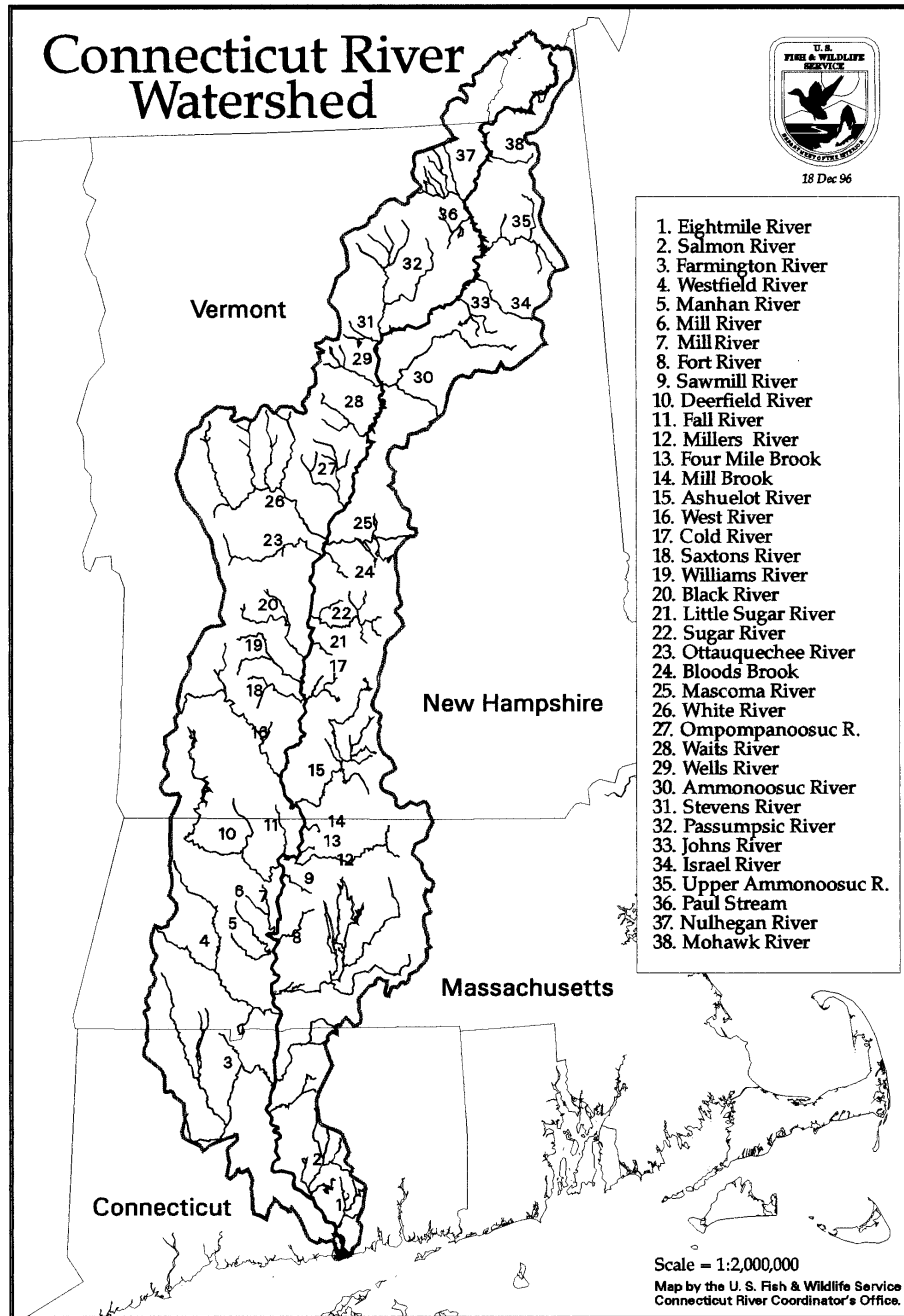 Connecticut River
Watershed
U. S.
FISH & WILDLIFE
SERVICE
DEPARTMENT OF THE INTERIOR
18 Dec 96
1. Eightmile River
2. Salmon River
3. Farmington River
4. Westfield River
5. Manhan River
6. Mill River
7. Mill River
8. Fort River
9. Sawmill River
10. Deerfield River
11. Fall River
12. Millers River
13. Four Mile Brook
14. Mill Brook
15. Ashuelot River
16. West River
17. Cold River
18. Saxtons River
19. Williams River
20. Black River
21. Little Sugar River
22. Sugar River
23. Ottauquechee River
24. Bloods Brook
25. Mascoma River
26. White River
27. Ompompanoosuc R.
28. Waits River
29. Wells River
30. Ammonoosuc River
31. Stevens River
32. Passumpsic River
33. Johns River
34. Israel River
35. Upper Ammonoosuc R.
36. Paul Stream
37. Nulhegan River
38. Mohawk River
37
38
36
35
32
33
34
Vermont
31
29
30
28
27
26
25
23
24
20
22
21
19
17
18
New Hampshire
16
15
14
11
10
13
12
9
6
7
5
8
4
Massachusetts
3
2
1
Connecticut
Scale = 1:2,000,000
Map by the U. S. Fish & Wildlife Service
Connecticut River Coordinator's Office.